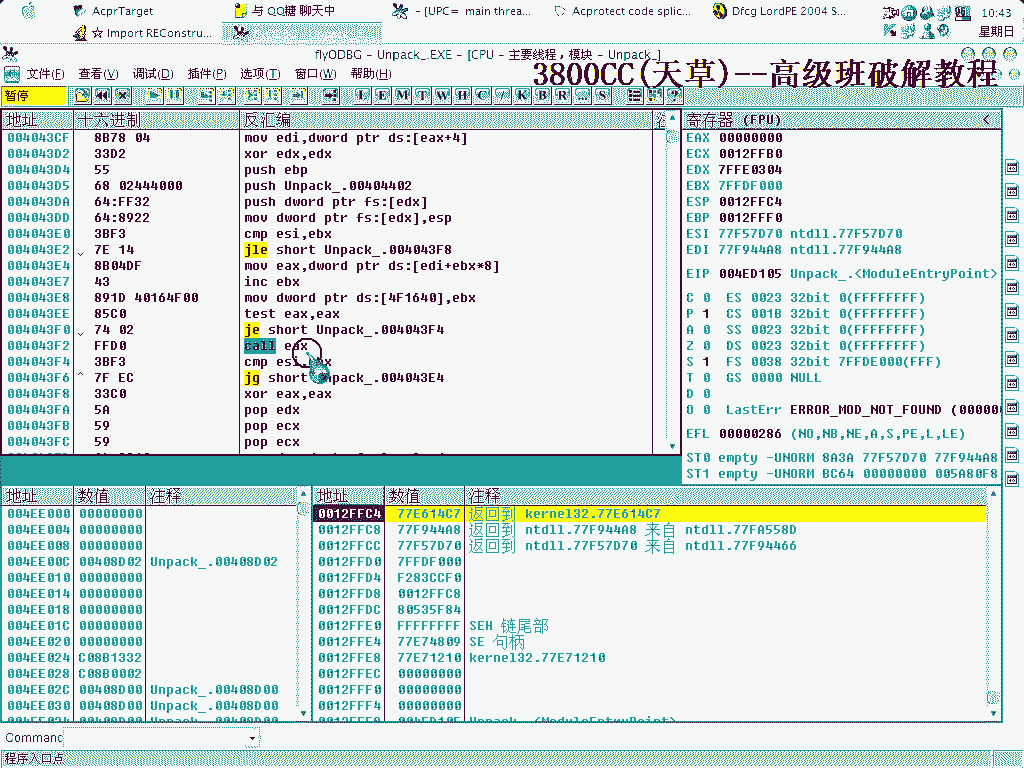 AcprTarget
与 QQ糖 聊天中
- [UPC= main threa...
Acprotect code splic...
Dfcg LordPE 2004 S...
10:43
☆ Import REConstru...
星期日
flyODBG - Unpack_.EXE - [CPU - 主要线程，模块 - Unpack_]
文件(F) 查看(V) 调试(D) 插件(P) 选项(T) 窗口(W) 帮助(H)
3800CC(天草)--高级班破解教程
暂停
L E M T W H C / K B R ... S
地址 十六进制 反汇编 注
004043CF 8B78 04 mov edi,dword ptr ds:[eax+4]
004043D2 33D2 xor edx,edx
004043D4 55 push ebp
004043D5 68 02444000 push Unpack_.00404402
004043DA 64:FF32 push dword ptr fs:[edx]
004043DD 64:8922 mov dword ptr fs:[edx],esp
004043E0 3BF3 cmp esi,ebx
004043E2 7E 14 jle short Unpack_.004043F8
004043E4 8B04DF mov eax,dword ptr ds:[edi+ebx*8]
004043E7 43 inc ebx
004043E8 891D 40164F00 mov dword ptr ds:[4F1640],ebx
004043EE 85C0 test eax,eax
004043F0 74 02 je short Unpack_.004043F4
004043F2 FFD0 call eax
004043F4 3BF3 cmp esi,ebx
004043F6 7F EC jg short Unpack_.004043E4
004043F8 33C0 xor eax,eax
004043FA 5A pop edx
004043FB 59 pop ecx
004043FC 59 pop ecx
寄存器 (FPU) <
EAX 00000000
ECX 0012FFB0
EDX 7FFE0304
EBX 7FFDF000
ESP 0012FFC4
EBP 0012FFF0
ESI 77F57D70 ntdll.77F57D70
EDI 77F944A8 ntdll.77F944A8
EIP 004ED105 Unpack_.<ModuleEntryPoint>
C 0 ES 0023 32bit 0(FFFFFFFF)
P 1 CS 001B 32bit 0(FFFFFFFF)
A 0 SS 0023 32bit 0(FFFFFFFF)
Z 0 DS 0023 32bit 0(FFFFFFFF)
S 1 FS 0038 32bit 7FFDE000(FFF)
T 0 GS 0000 NULL
D 0
O 0 LastErr ERROR_MOD_NOT_FOUND (0000
EFL 00000286 (NO,NB,NE,A,S,PE,L,LE)
ST0 empty -UNORM 8A3A 77F57D70 77F944A8
ST1 empty -UNORM BC64 00000000 005A80F8
地址 数值 注释
004EE000 00000000
004EE004 00000000
004EE008 00000000
004EE00C 00408D02 Unpack_.00408D02
004EE010 00000000
004EE014 00000000
004EE018 00000000
004EE01C 00000000
004EE020 00000000
004EE024 C08B1332
004EE028 C08B0002
004EE02C 00408D00 Unpack_.00408D00
004EE030 00408D00 Unpack_.00408D00
004EE034 00408D00 Unpack_.00408D00
地址 数值 注释
0012FFC4 77E614C7 返回到 kernel32.77E614C7
0012FFC8 77F944A8 返回到 ntdll.77F944A8 来自 ntdll.77FA558D
0012FFCC 77F57D70 返回到 ntdll.77F57D70 来自 ntdll.77F94466
0012FFD0 7FFDF000
0012FFD4 F283CCF0
0012FFD8 0012FFC8
0012FFDC 80535F84
0012FFE0 FFFFFFFF SEH 链尾部
0012FFE4 77E74809 SE 句柄
0012FFE8 77E71210 kernel32.77E71210
0012FFEC 00000000
0012FFF0 00000000
0012FFF4 00000000
0012FFF8 004ED105 Unpack_.<ModuleEntryPoint>
Command
程序入口点